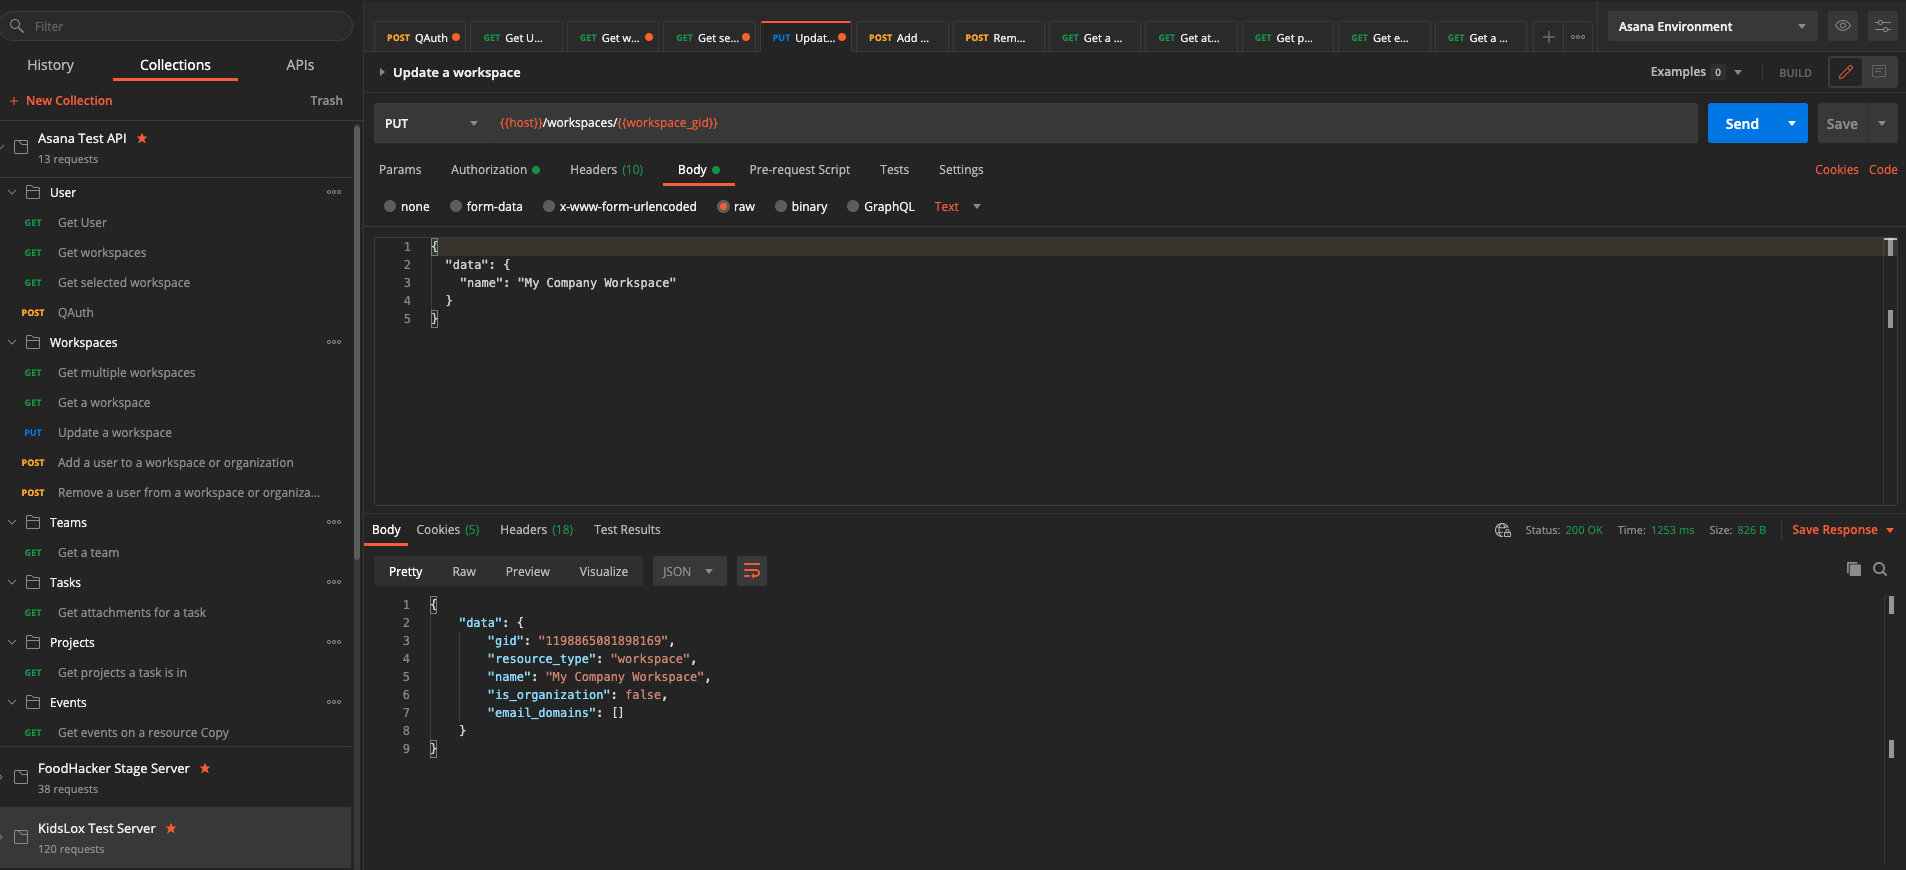 Filter
History Collections APIs
+ New Collection Trash
Asana Test API
13 requests
User
GET Get User
GET Get workspaces
GET Get selected workspace
POST QAuth
Workspaces
GET Get multiple workspaces
GET Get a workspace
PUT Update a workspace
POST Add a user to a workspace or organization
POST Remove a user from a workspace or organiza...
Teams
GET Get a team
Tasks
GET Get attachments for a task
Projects
GET Get projects a task is in
Events
GET Get events on a resource Copy
FoodHacker Stage Server
38 requests
KidsLox Test Server
120 requests
POST QAuth GET Get U... GET Get w... GET Get se... PUT Updat... POST Add ... POST Rem... GET Get a ... GET Get at... GET Get p... GET Get e... GET Get a ...
Asana Environment
Update a workspace Examples 0 BUILD
PUT {{host}}/workspaces/{{workspace_gid}} Send Save
Params Authorization Headers (10) Body Pre-request Script Tests Settings Cookies Code
none form-data x-www-form-urlencoded raw binary GraphQL Text
1 {
2 "data": {
3 "name": "My Company Workspace"
4 }
5 }
Body Cookies (5) Headers (18) Test Results Status: 200 OK Time: 1253 ms Size: 826 B Save Response
Pretty Raw Preview Visualize JSON
1 {
2 "data": {
3 "gid": "1198865081898169",
4 "resource_type": "workspace",
5 "name": "My Company Workspace",
6 "is_organization": false,
7 "email_domains": []
8 }
9 }